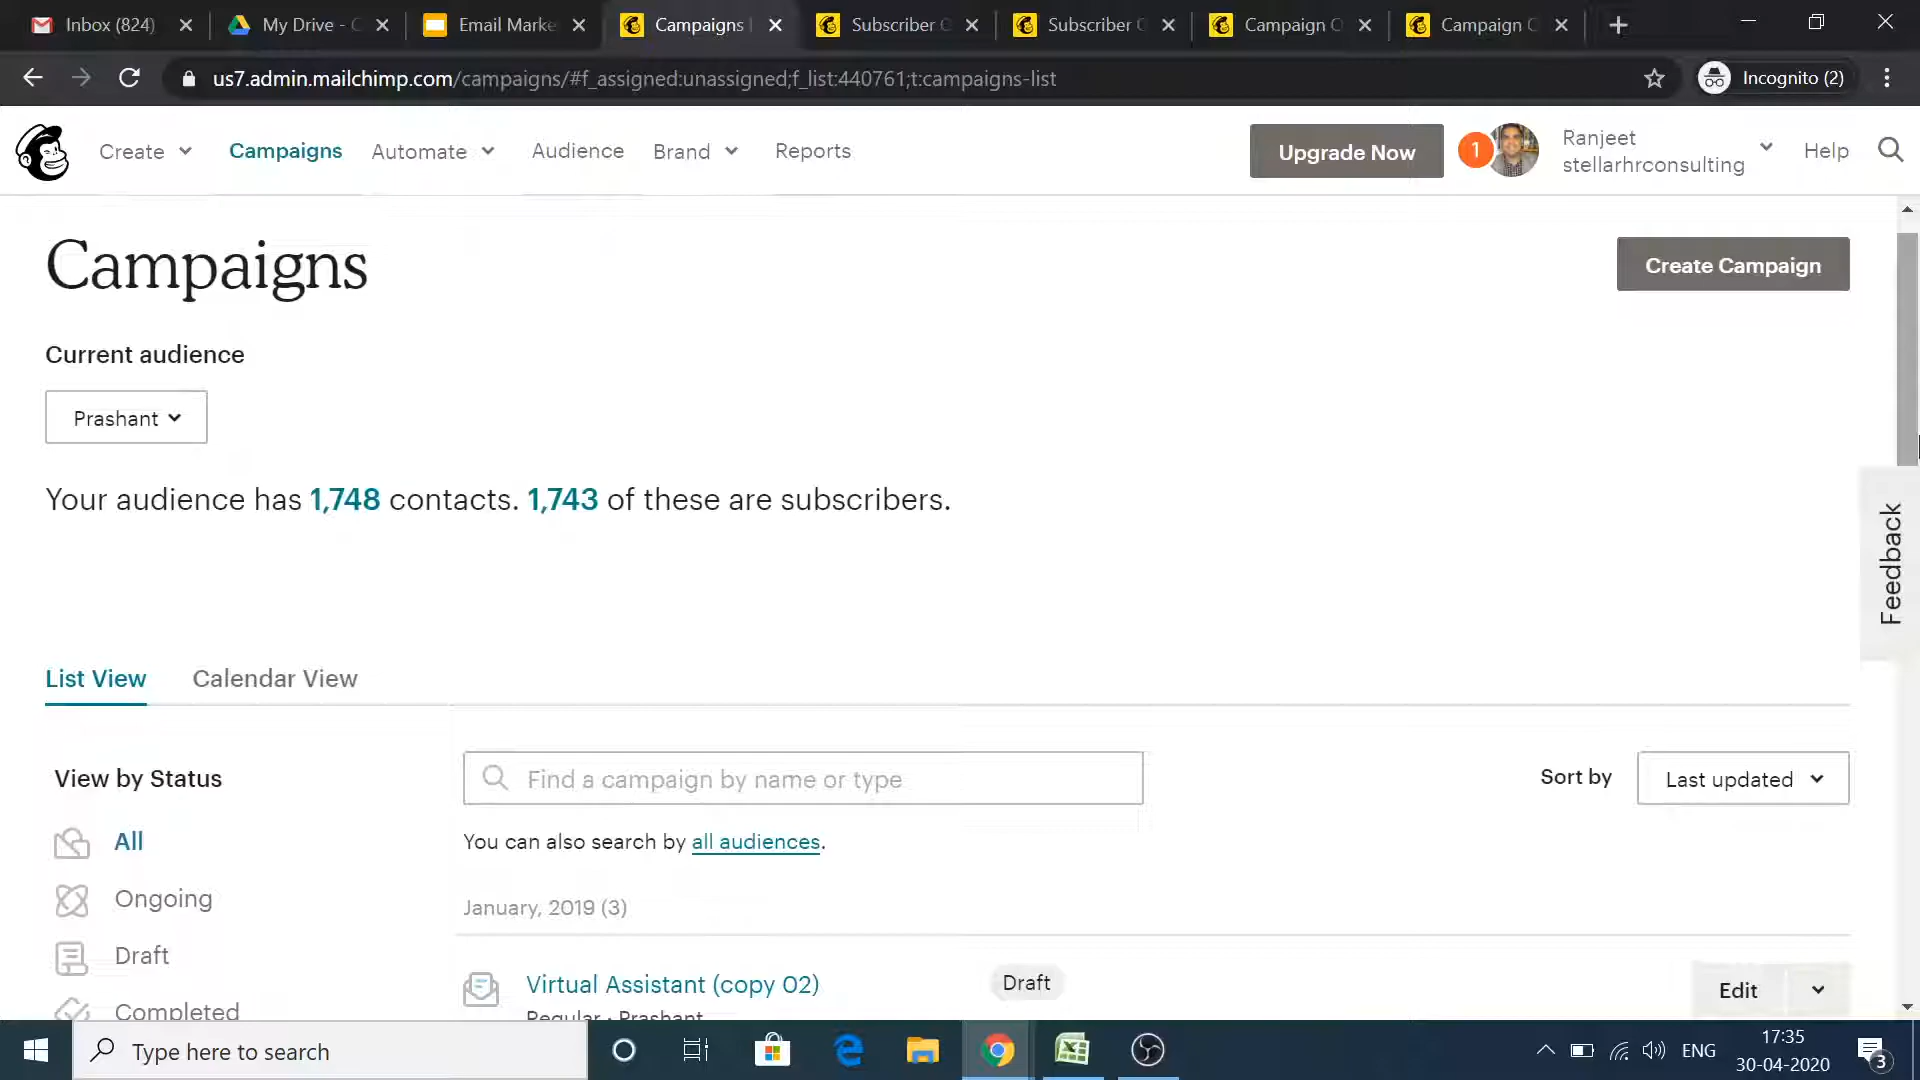 Inbox (824)
My Drive - C
Email Marke
Campaigns
Subscriber
Subscriber
Campaign
Campaign
us7.admin.mailchimp.com/campaigns/#f_assigned:unassigned;f_list:440761;t:campaigns-list
Incognito (2)
Create
Campaigns
Automate
Audience
Brand
Reports
Upgrade Now
1
Ranjeet
stellarhrconsulting
Help
Campaigns
Create Campaign
Current audience
Prashant
Your audience has 1,748 contacts. 1,743 of these are subscribers.
Feedback
List View
Calendar View
View by Status
Find a campaign by name or type
Sort by
Last updated
All
You can also search by all audiences.
Ongoing
January, 2019 (3)
Draft
Virtual Assistant (copy 02)
Draft
Edit
Completed
Regular · Prashant
Type here to search
ENG
17:35
30-04-2020
3